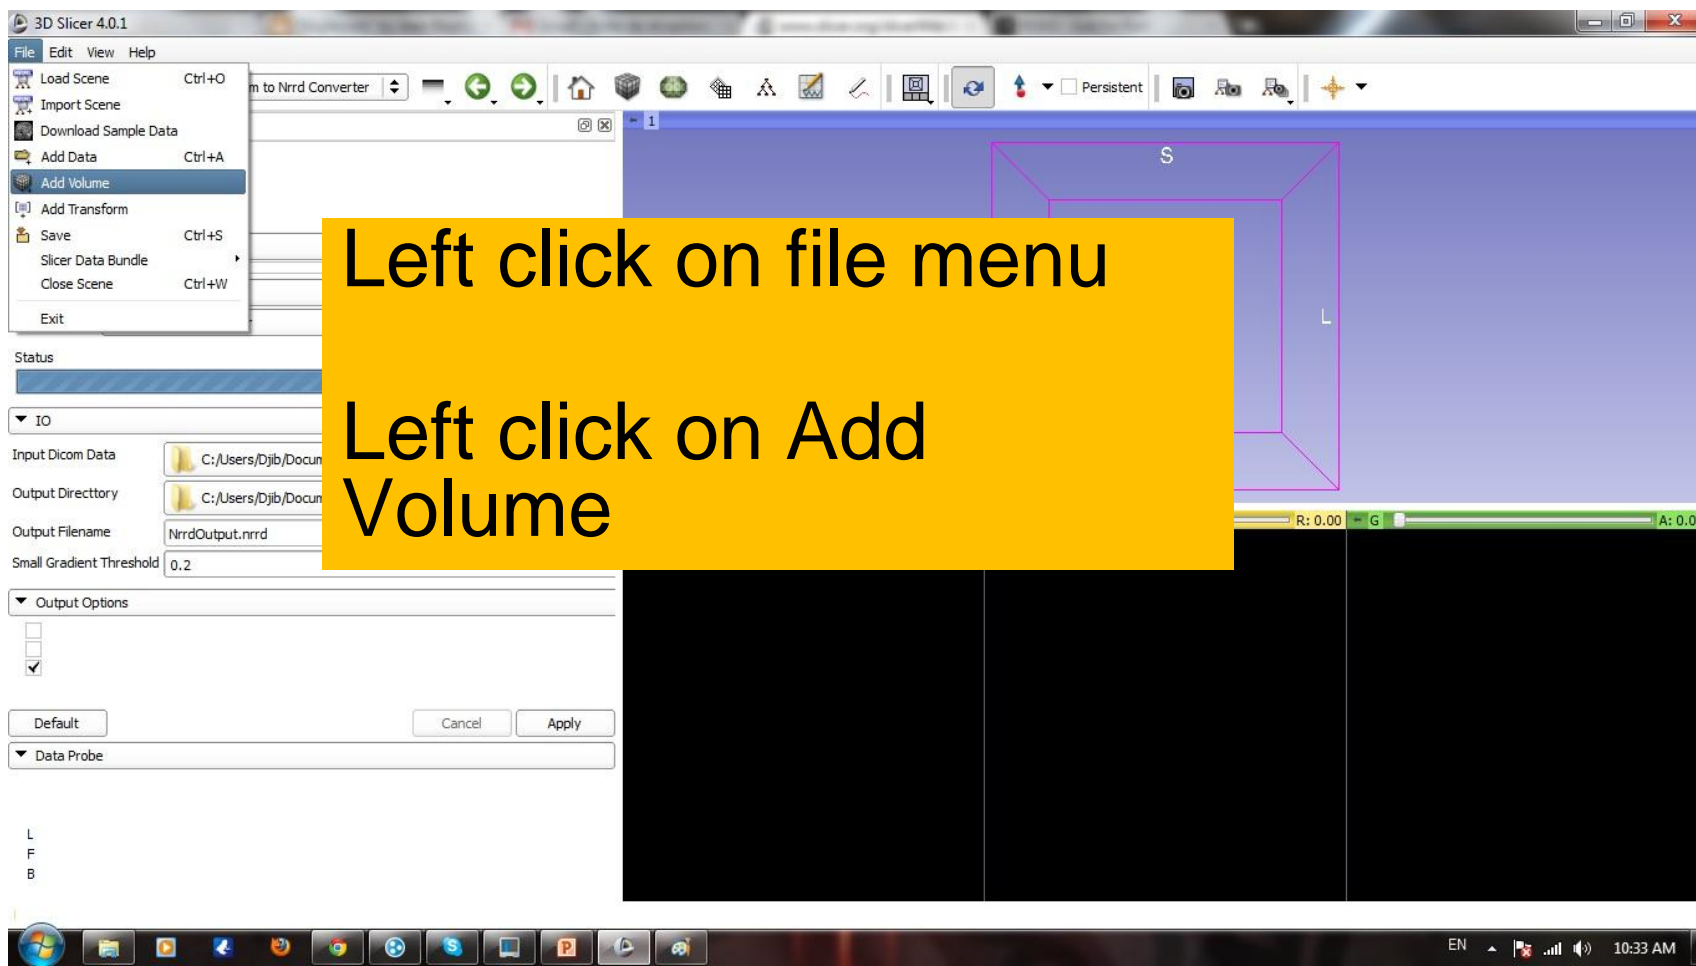 3D Slicer 4.0.1
File Edit View Help
Load Scene Ctrl+O
Import Scene
Download Sample Data
Add Data Ctrl+A
Add Volume
Add Transform
Save Ctrl+S
Slicer Data Bundle
Close Scene Ctrl+W
Exit
m to Nrrd Converter
Persistent
1
S
L
Left click on file menu
Left click on Add
Volume
Status
IO
Input Dicom Data C:/Users/Djib/Docum
Output Directtory C:/Users/Djib/Docum
Output Filename NrrdOutput.nrrd
Small Gradient Threshold 0.2
R: 0.00 G A: 0.0
Output Options
Default Cancel Apply
Data Probe
L
F
B
EN 10:33 AM